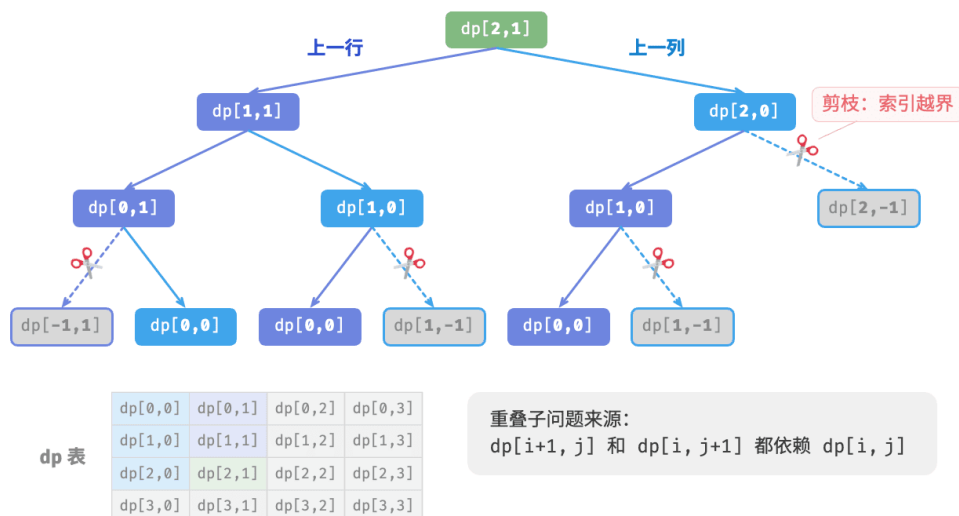 dp[2,1]
上一行
上一列
dp[1,1]
dp[2,0]
剪枝：索引越界
dp[0,1]
dp[1,0]
dp[1,0]
dp[2,-1]
dp[-1,1]
dp[0,0]
dp[0,0]
dp[1,-1]
dp[0,0]
dp[1,-1]
dp 表
dp[0,0] dp[0,1] dp[0,2] dp[0,3]
dp[1,0] dp[1,1] dp[1,2] dp[1,3]
dp[2,0] dp[2,1] dp[2,2] dp[2,3]
dp[3,0] dp[3,1] dp[3,2] dp[3,3]
重叠子问题来源：
dp[i+1, j] 和 dp[i, j+1] 都依赖 dp[i, j]